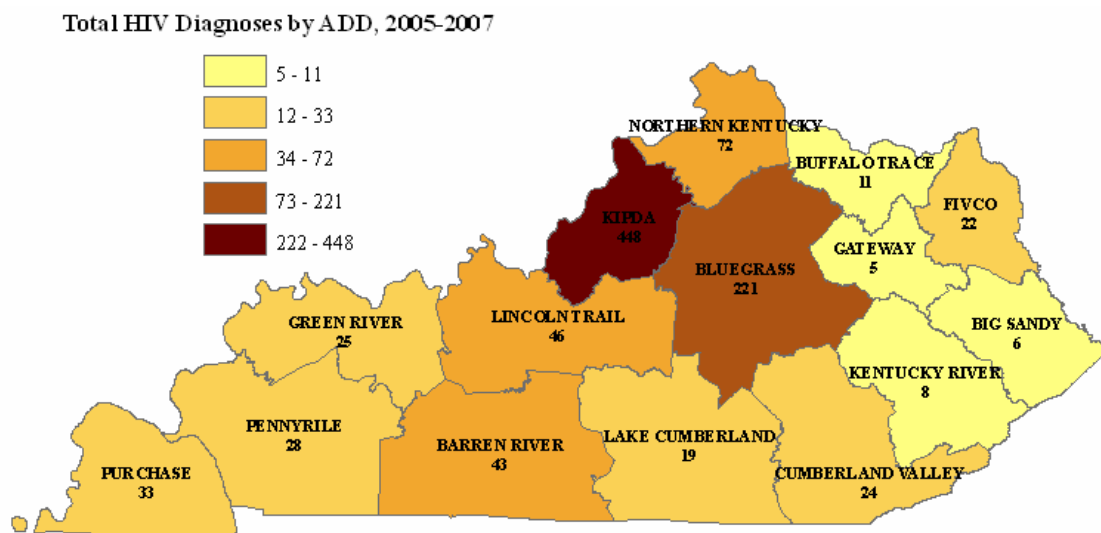 Total HIV Diagnoses by ADD, 2005-2007
5 - 11
12 - 33
34 - 72
73 - 221
222 - 448
NORTHERN KENTUCKY
72
BUFFALO TRACE
11
FIVCO
22
KIPDA
448
GATEWAY
5
BLUEGRASS
221
LINCOLN TRAIL
46
GREEN RIVER
25
BIG SANDY
6
KENTUCKY RIVER
8
PENNYRILE
28
BARREN RIVER
43
LAKE CUMBERLAND
19
PURCHASE
33
CUMBERLAND VALLEY
24